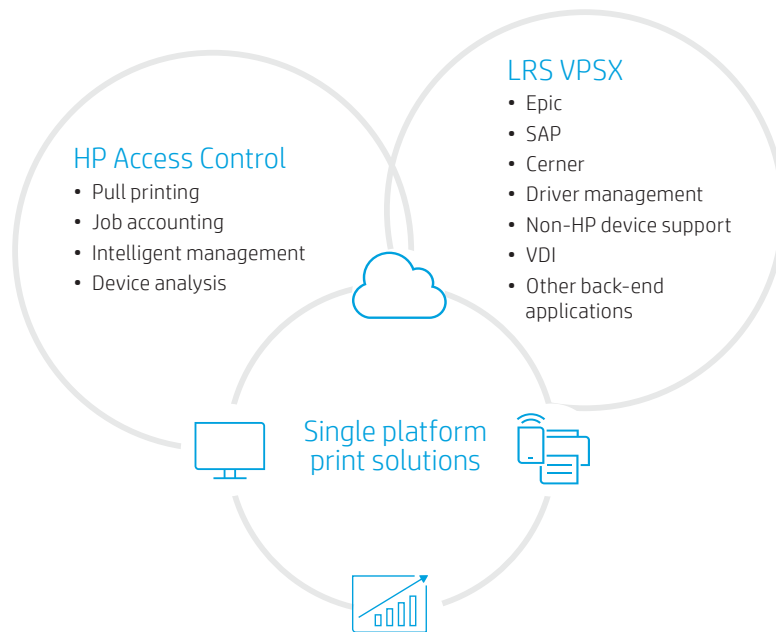 HP Access Control
• Pull printing
• Job accounting
• Intelligent management
• Device analysis
LRS VPSX
• Epic
• SAP
• Cerner
• Driver management
• Non-HP device support
• VDI
• Other back-end
applications
Single platform
print solutions